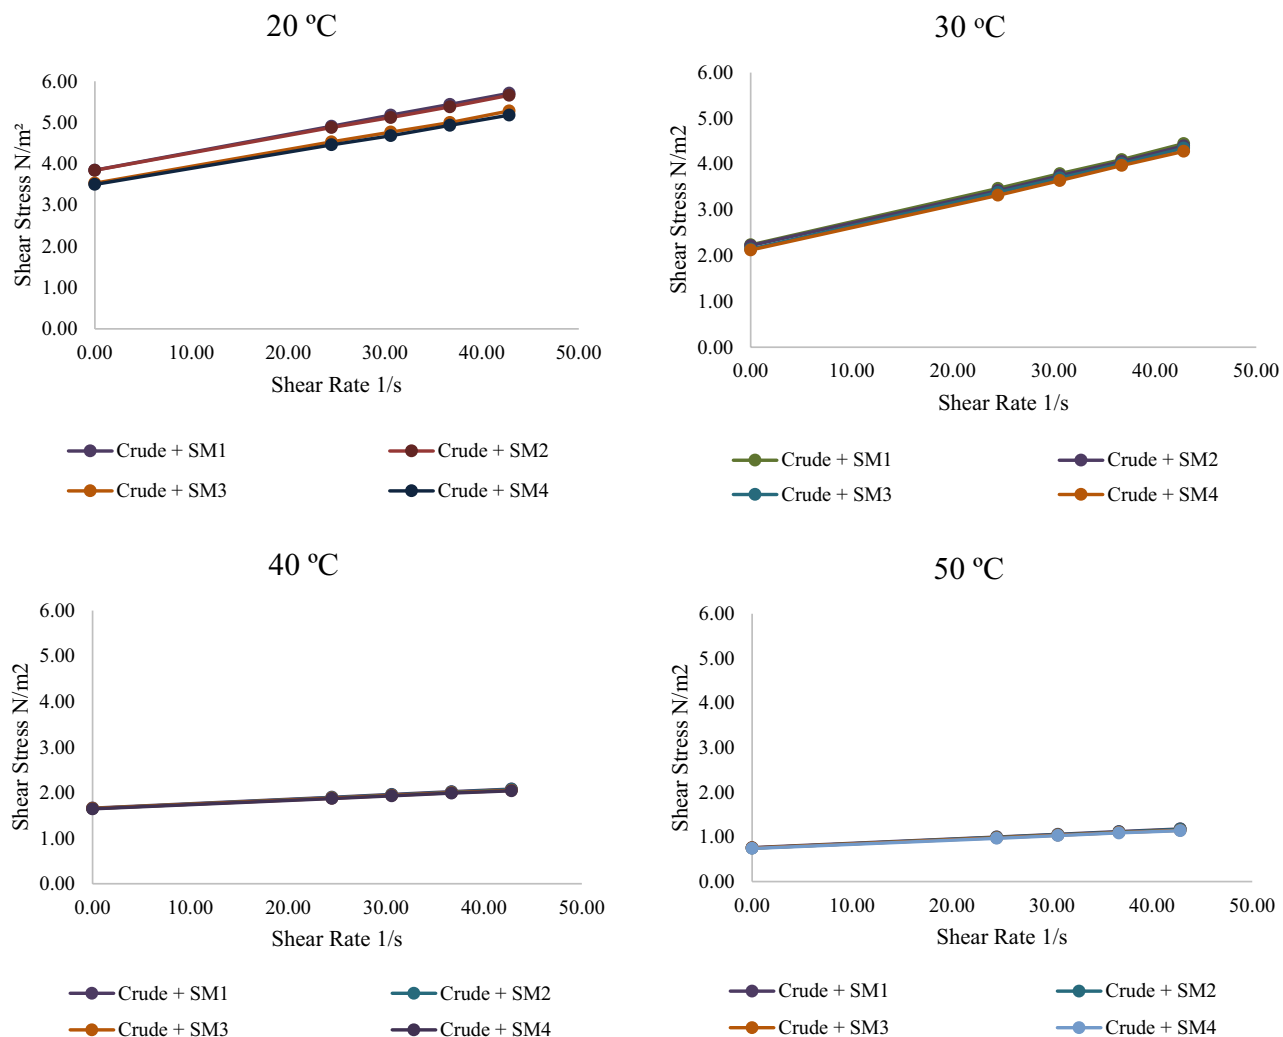 20 ºC
6.00
5.00
4.00
3.00
2.00
1.00
0.00
Shear Stress N/m²
0.00 10.00 20.00 30.00 40.00 50.00
Shear Rate 1/s
Crude + SM1 Crude + SM2
Crude + SM3 Crude + SM4
30 ºC
6.00
5.00
4.00
3.00
2.00
1.00
0.00
Shear Stress N/m2
0.00 10.00 20.00 30.00 40.00 50.00
Shear Rate 1/s
Crude + SM1 Crude + SM2
Crude + SM3 Crude + SM4
40 ºC
6.00
5.00
4.00
3.00
2.00
1.00
0.00
Shear Stress N/m2
0.00 10.00 20.00 30.00 40.00 50.00
Shear Rate 1/s
Crude + SM1 Crude + SM2
Crude + SM3 Crude + SM4
50 ºC
6.00
5.00
4.00
3.00
2.00
1.00
0.00
Shear Stress N/m2
0.00 10.00 20.00 30.00 40.00 50.00
Shear Rate 1/s
Crude + SM1 Crude + SM2
Crude + SM3 Crude + SM4